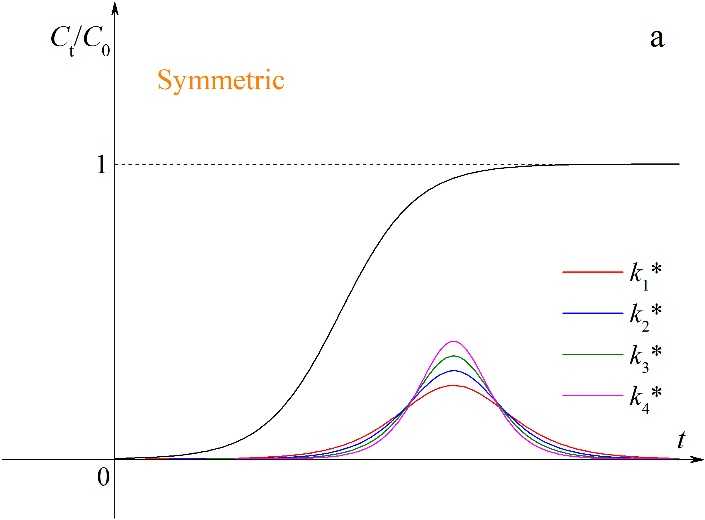 Cₜ/C₀
a
Symmetric
1
k₁*
k₂*
k₃*
k₄*
t
0